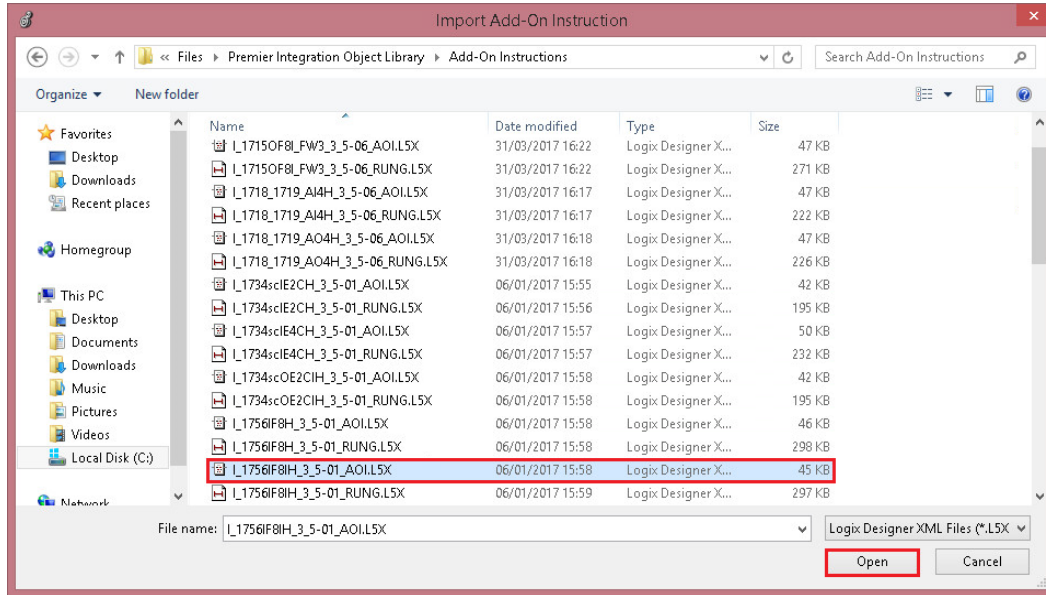 Import Add-On Instruction
« Files Premier Integration Object Library Add-On Instructions Search Add-On Instructions
Organize New folder
Favorites
Desktop
Downloads
Recent places
Homegroup
This PC
Desktop
Documents
Downloads
Music
Pictures
Videos
Local Disk (C:)
Network
Name Date modified Type Size
I_1715OF8I_FW3_3_5-06_AOI.L5X 31/03/2017 16:22 Logix Designer X... 47 KB
I_1715OF8I_FW3_3_5-06_RUNG.L5X 31/03/2017 16:22 Logix Designer X... 271 KB
I_1718_1719_AI4H_3_5-06_AOI.L5X 31/03/2017 16:17 Logix Designer X... 47 KB
I_1718_1719_AI4H_3_5-06_RUNG.L5X 31/03/2017 16:17 Logix Designer X... 222 KB
I_1718_1719_AO4H_3_5-06_AOI.L5X 31/03/2017 16:18 Logix Designer X... 47 KB
I_1718_1719_AO4H_3_5-06_RUNG.L5X 31/03/2017 16:18 Logix Designer X... 226 KB
I_1734scIE2CH_3_5-01_AOI.L5X 06/01/2017 15:55 Logix Designer X... 42 KB
I_1734scIE2CH_3_5-01_RUNG.L5X 06/01/2017 15:56 Logix Designer X... 195 KB
I_1734scIE4CH_3_5-01_AOI.L5X 06/01/2017 15:57 Logix Designer X... 50 KB
I_1734scIE4CH_3_5-01_RUNG.L5X 06/01/2017 15:57 Logix Designer X... 232 KB
I_1734scOE2CIH_3_5-01_AOI.L5X 06/01/2017 15:58 Logix Designer X... 42 KB
I_1734scOE2CIH_3_5-01_RUNG.L5X 06/01/2017 15:58 Logix Designer X... 195 KB
I_1756IF8H_3_5-01_AOI.L5X 06/01/2017 15:58 Logix Designer X... 46 KB
I_1756IF8H_3_5-01_RUNG.L5X 06/01/2017 15:58 Logix Designer X... 298 KB
I_1756IF8IH_3_5-01_AOI.L5X 06/01/2017 15:58 Logix Designer X... 45 KB
I_1756IF8IH_3_5-01_RUNG.L5X 06/01/2017 15:59 Logix Designer X... 297 KB
File name: I_1756IF8IH_3_5-01_AOI.L5X Logix Designer XML Files (*.L5X
Open Cancel